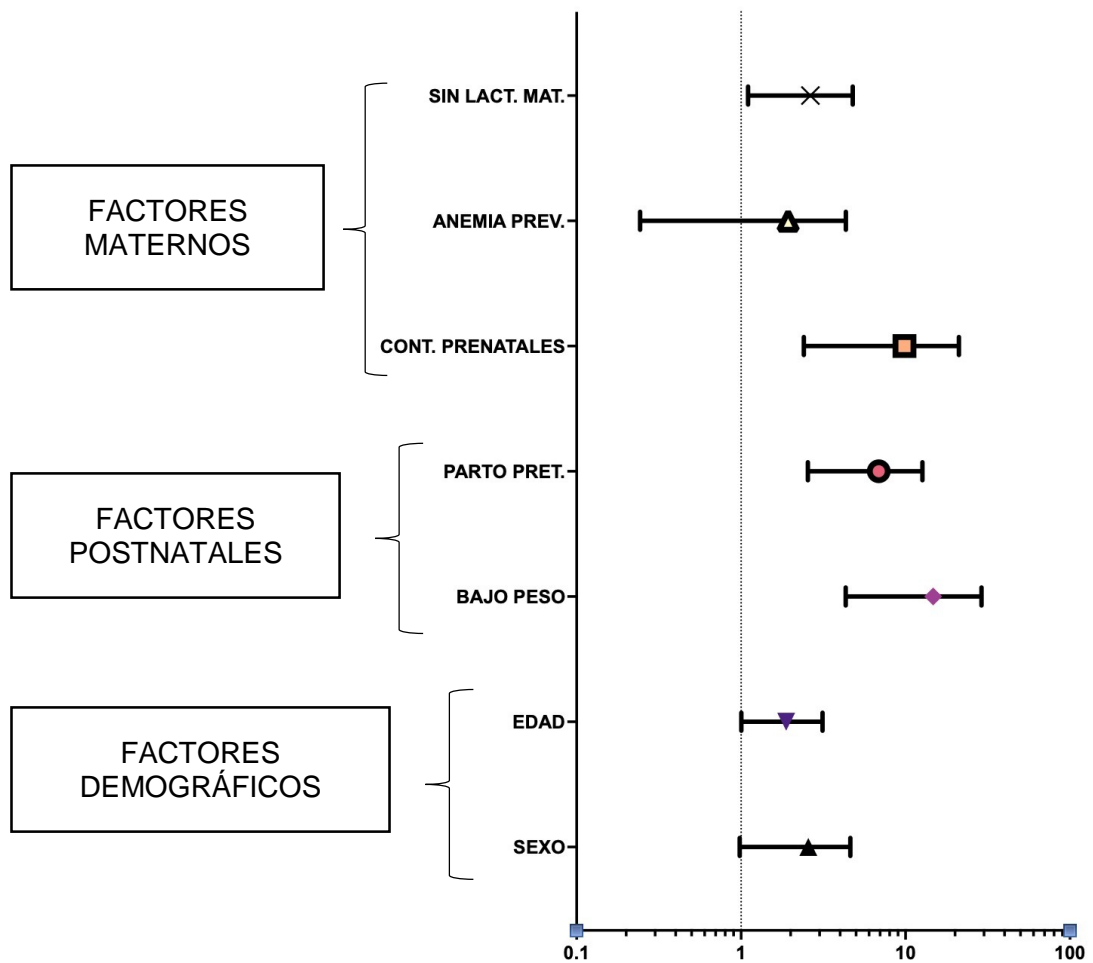 SIN LACT. MAT.
FACTORES
MATERNOS
ANEMIA PREV.
CONT. PRENATALES
PARTO PRET.
FACTORES
POSTNATALES
BAJO PESO
EDAD
FACTORES
DEMOGRÁFICOS
SEXO
0.1 1 10 100